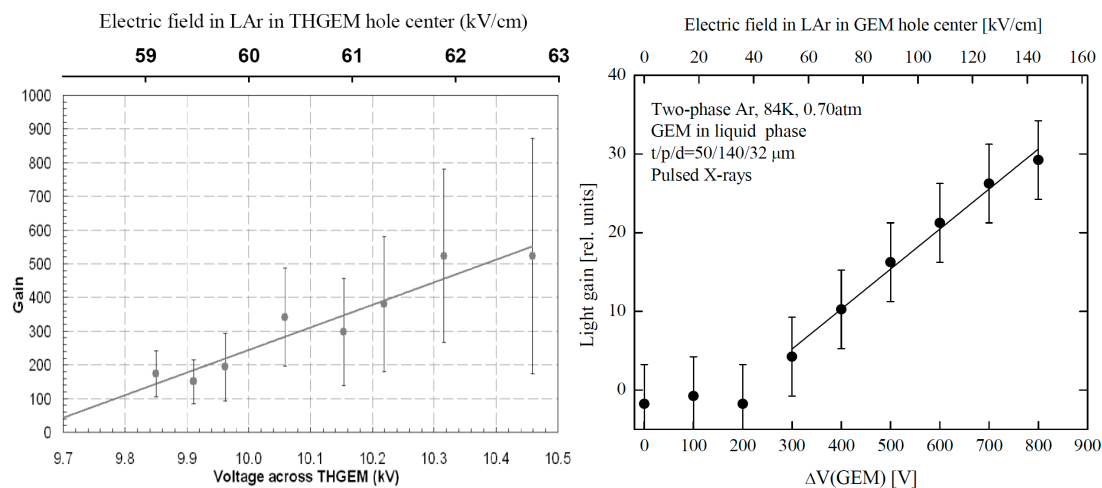 Electric field in LAr in THGEM hole center (kV/cm)
59 60 61 62 63
1000
900
800
700
600
500
400
300
200
100
0
Gain
9.7 9.8 9.9 10.0 10.1 10.2 10.3 10.4 10.5
Voltage across THGEM (kV)
Electric field in LAr in GEM hole center [kV/cm]
0 20 40 60 80 100 120 140 160
40
30
20
10
0
Light gain [rel. units]
Two-phase Ar, 84K, 0.70atm
GEM in liquid phase
t/p/d=50/140/32 μm
Pulsed X-rays
0 100 200 300 400 500 600 700 800 900
ΔV(GEM) [V]